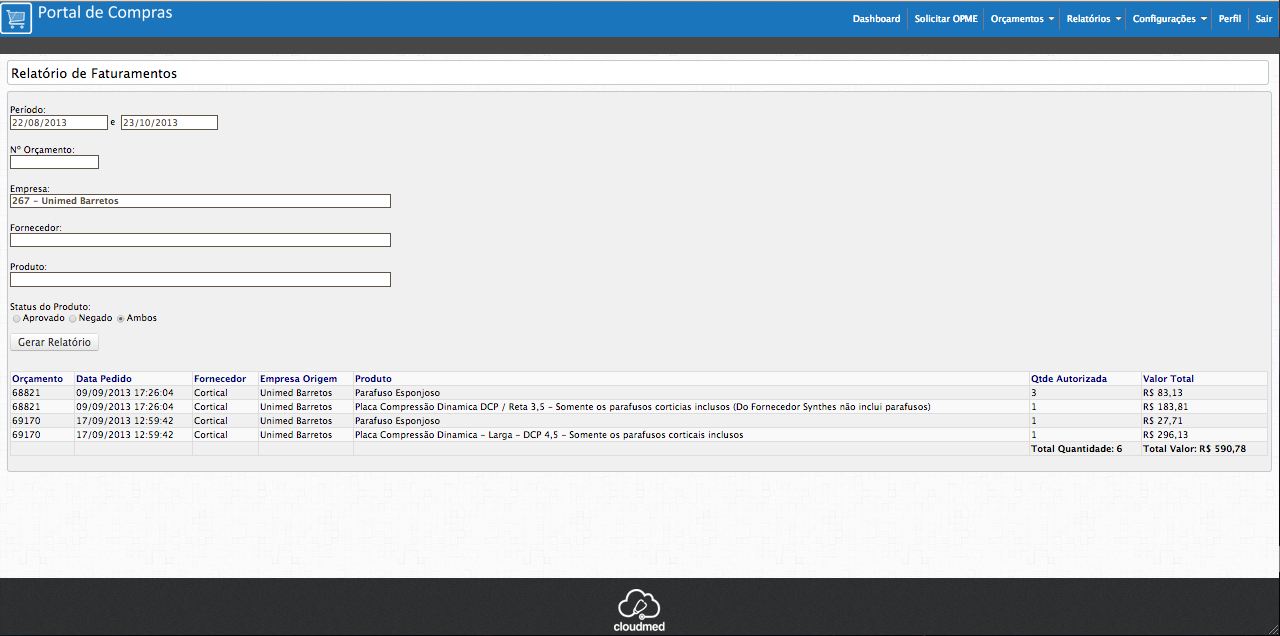 Portal de Compras
Dashboard Solicitar OPME Orçamentos Relatórios Configurações Perfil Sair
Relatório de Faturamentos
Período:
22/08/2013 e 23/10/2013
Nº Orçamento:
Empresa:
267 - Unimed Barretos
Fornecedor:
Produto:
Status do Produto:
Aprovado Negado Ambos
Gerar Relatório
Orçamento Data Pedido Fornecedor Empresa Origem Produto Qtde Autorizada Valor Total
68821 09/09/2013 17:26:04 Cortical Unimed Barretos Parafuso Esponjoso 3 R$ 83,13
68821 09/09/2013 17:26:04 Cortical Unimed Barretos Placa Compressão Dinamica DCP / Reta 3,5 - Somente os parafusos corticias inclusos (Do Fornecedor Synthes não inclui parafusos) 1 R$ 183,81
69170 17/09/2013 12:59:42 Cortical Unimed Barretos Parafuso Esponjoso 1 R$ 27,71
69170 17/09/2013 12:59:42 Cortical Unimed Barretos Placa Compressão Dinamica - Larga - DCP 4,5 - Somente os parafusos corticais inclusos 1 R$ 296,13
Total Quantidade: 6 Total Valor: R$ 590,78
cloudmed